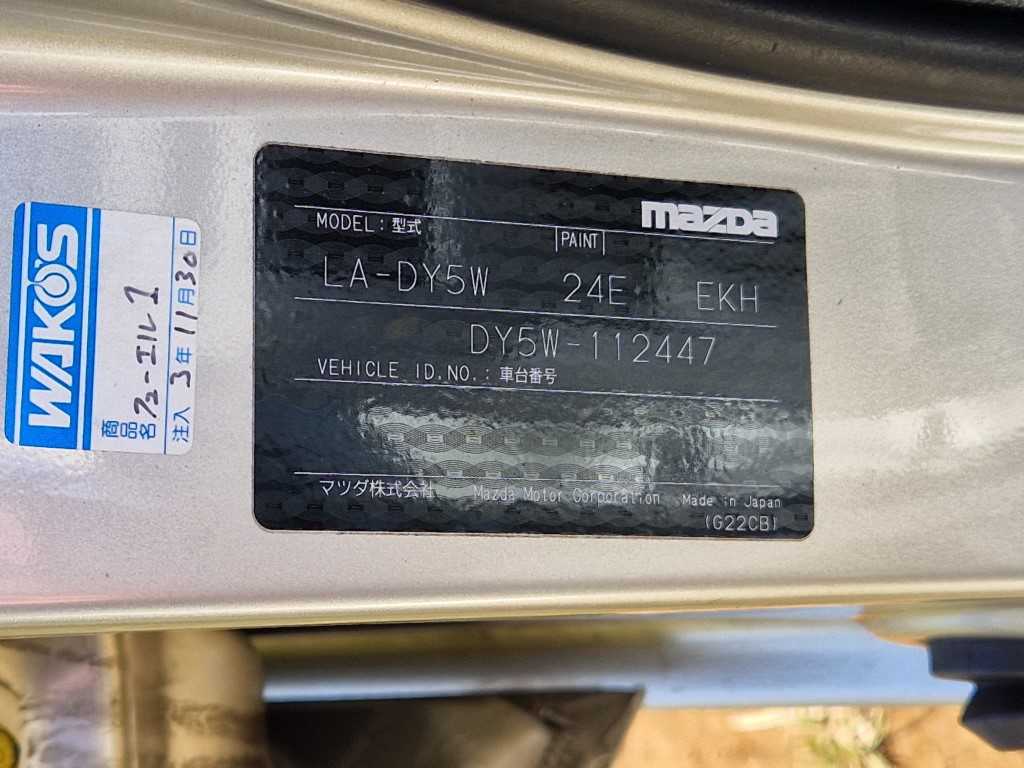 WAKO'S
商品名 フューエル1
注入 3年11月30日
mazda
MODEL:型式 PAINT
LA-DY5W 24E EKH
DY5W-112447
VEHICLE ID.NO.:車台番号
マツダ株式会社 Mazda Motor Corporation Made in Japan
(G22CB)